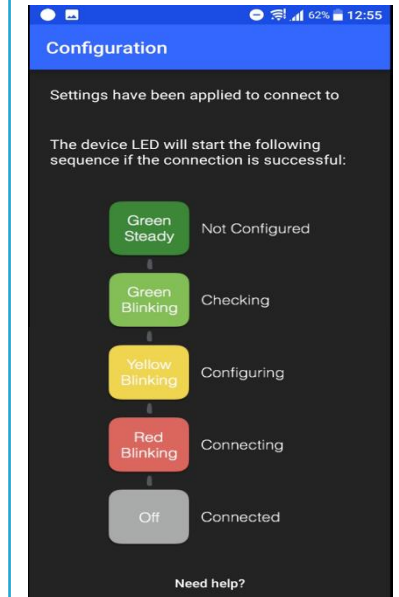 62% 12:55
Configuration
Settings have been applied to connect to
The device LED will start the following
sequence if the connection is successful:
Green
Steady
Not Configured
Green
Blinking
Checking
Yellow
Blinking
Configuring
Red
Blinking
Connecting
Off
Connected
Need help?